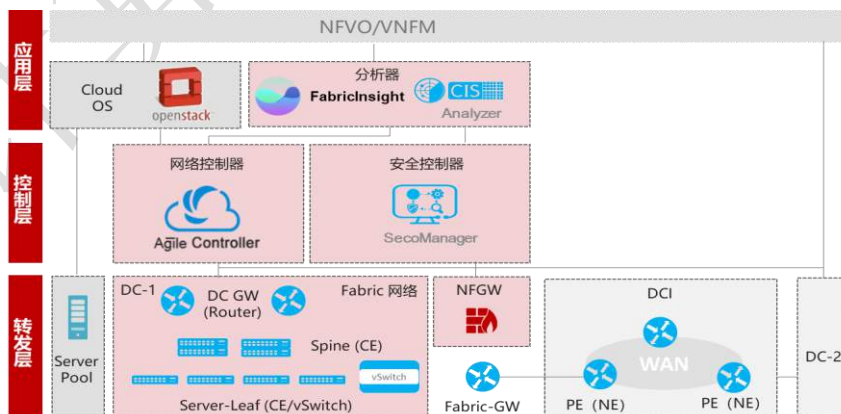 NFVO/VNFM
应用层
Cloud
OS
openstack
分析器
FabricInsight
CIS
Analyzer
控制层
网络控制器
Agile Controller
安全控制器
SecoManager
转发层
Server
Pool
DC-1
DC GW
(Router)
Fabric 网络
Spine (CE)
vSwitch
Server-Leaf (CE/vSwitch)
NFGW
Fabric-GW
DCI
WAN
PE（NE）
PE（NE）
DC-2